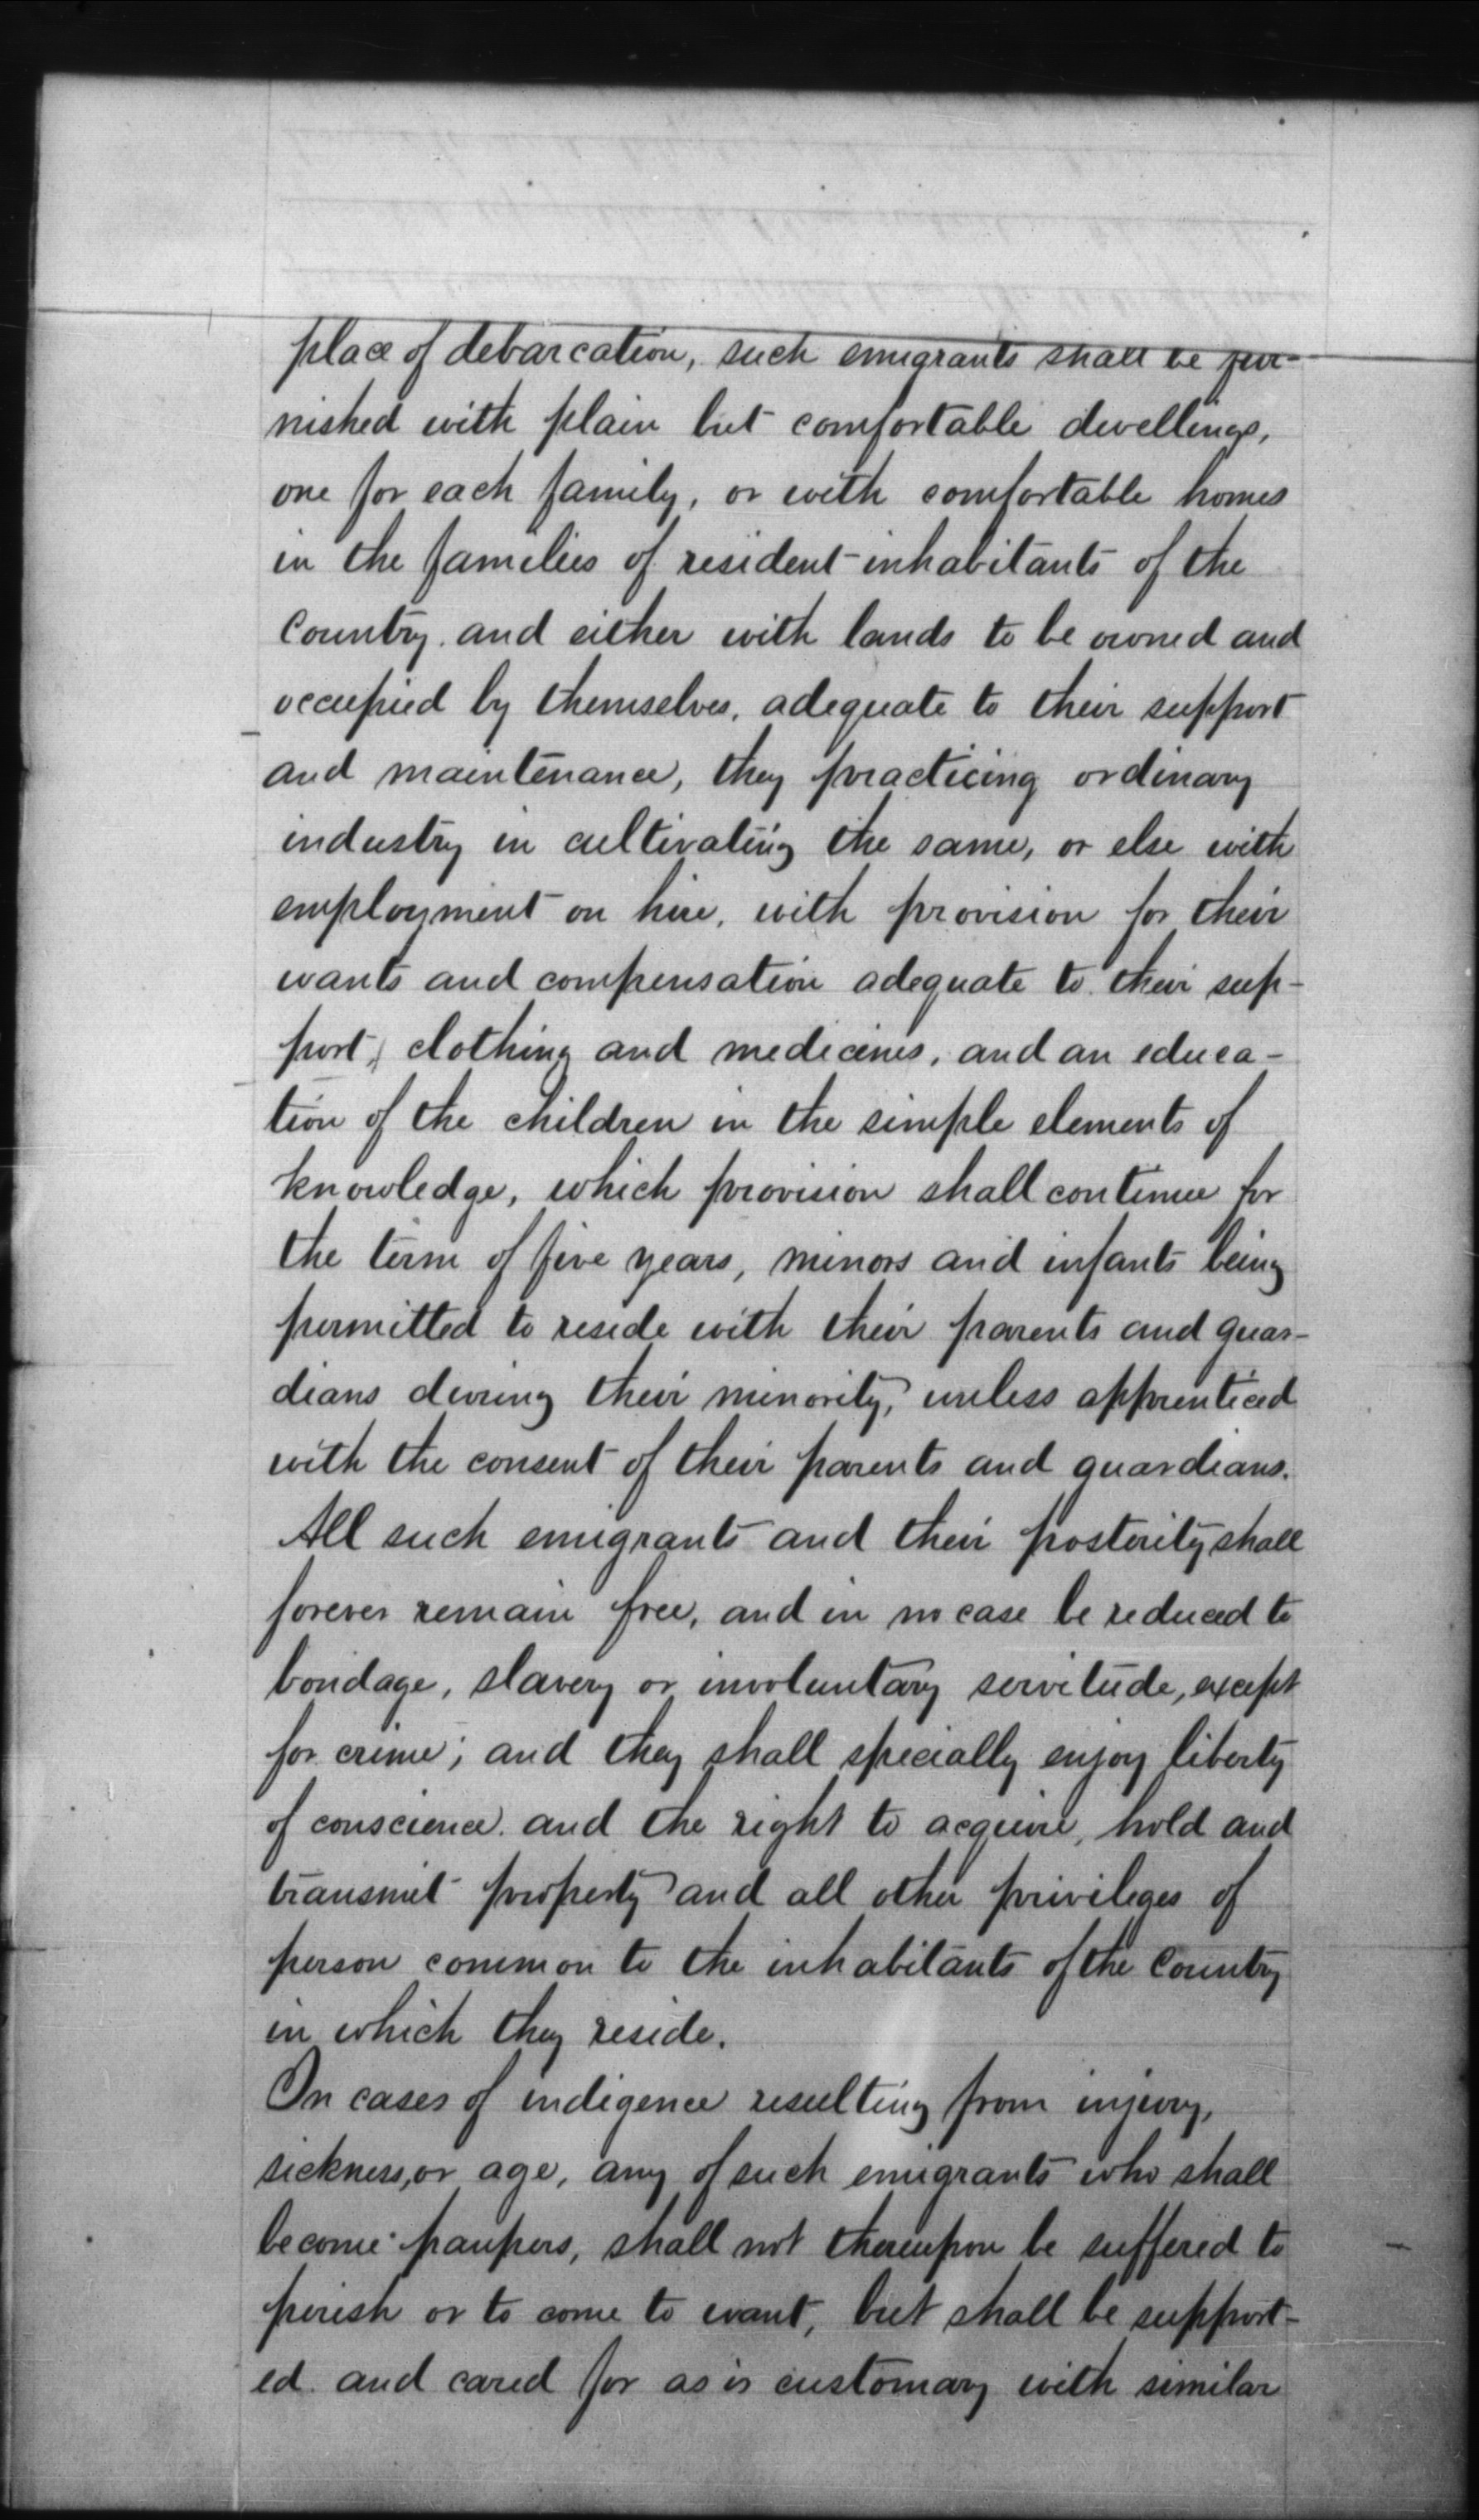 place of debarcation, such emigrants shall be fur-
nished with plain but comfortable dwellings,
one for each family, or with comfortable homes
in the families of resident inhabitants of the
Country. and either with lands to be owned and
occupied by themselves, adequate to their support
and maintenance, they practicing ordinary
industry in cultivating the same, or else with
employment on hire, with provision for their
wants and compensation adequate to their sup-
port, clothing and medicines, and an educa-
tion of the children in the simple elements of
knowledge, which provision shall continue for
the term of five years, minors and infants being
permitted to reside with their parents and guar-
dians during their minority, unless apprenticed
with the consent of their parents and guardians.
All such emigrants and their posterity shall
forever remain free, and in no case be reduced to
bondage, slavery or involuntary servitude, except
for crime; and they shall specially enjoy liberty
of conscience. and the right to acquire, hold and
transmit property and all other privileges of
person common to the inhabitants of the Country
in which they reside.
In cases of indigence resulting from injury,
sickness, or age, any of such emigrants who shall
become paupers, shall not thereupon be suffered to
perish or to come to want, but shall be support-
ed and cared for as is customary with similar